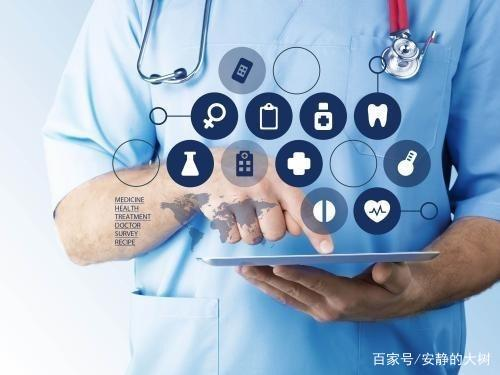 MEDICINE
HEALTH
TREATMENT
DOCTOR
SURVEY
RECIPE
百家号/安静的大树